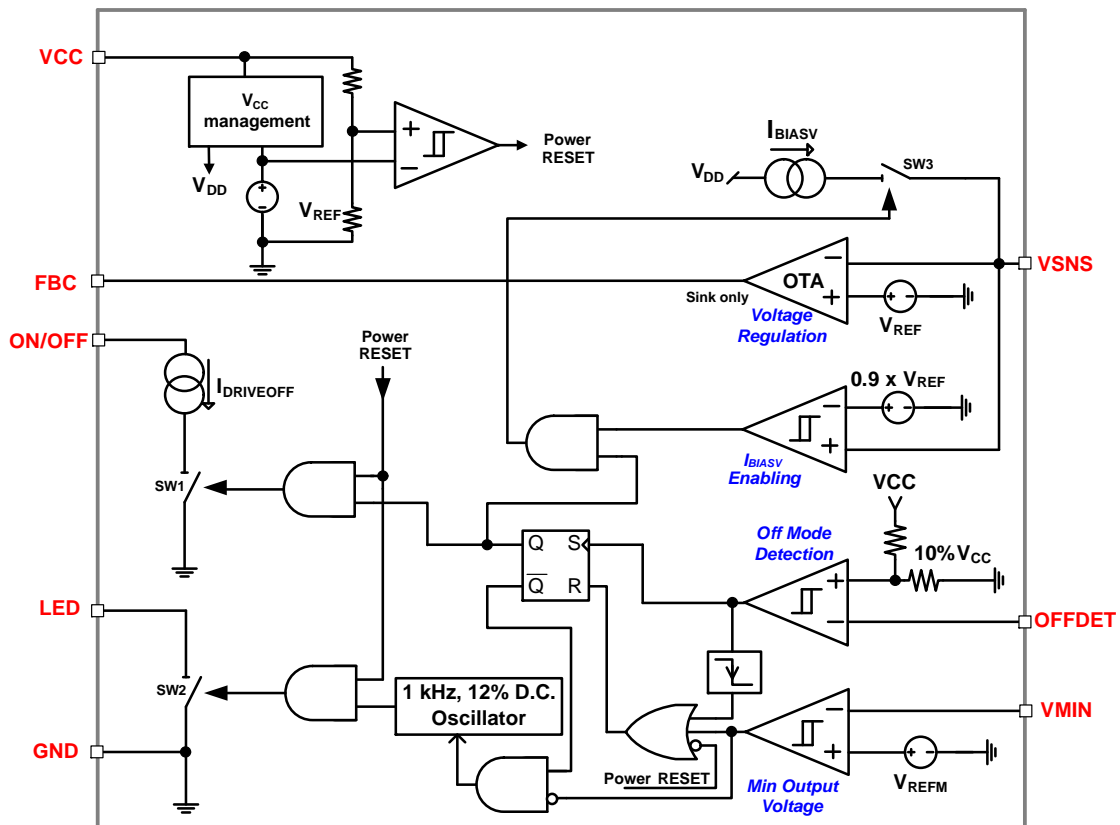 VCC
VCC
management
VDD
+
-
VREF
+
−
Power
RESET
IBIASV
VDD
SW3
FBC
Sink only
OTA
−
+
Voltage
Regulation
+
-
VREF
VSNS
ON/OFF
IDRIVEOFF
Power
RESET
SW1
0.9 x VREF
−
+
+
-
IBIASV
Enabling
VCC
Off Mode
Detection
10%VCC
+
−
Q
S
Q
R
OFFDET
LED
SW2
1 kHz, 12% D.C.
Oscillator
VMIN
−
+
+
-
GND
Power RESET
Min Output
Voltage
VREFM